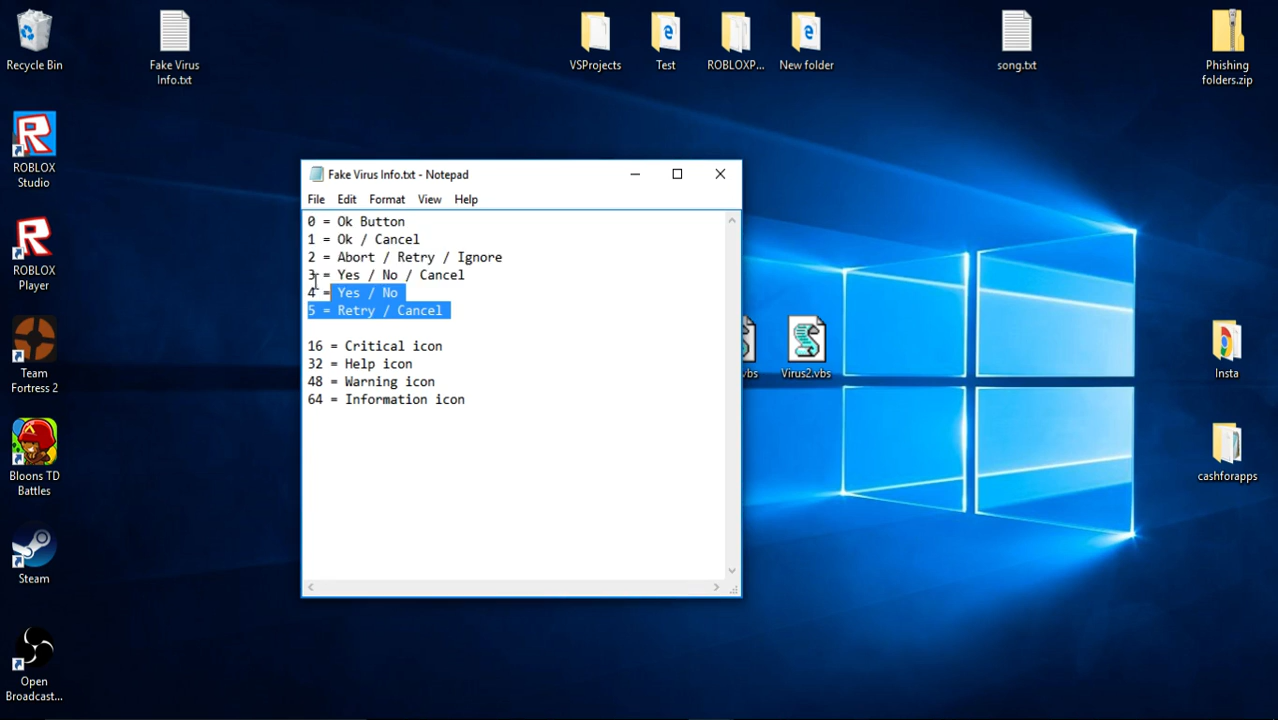 Recycle Bin
Fake Virus
Info.txt
VSProjects
Test
ROBLOXP...
New folder
song.txt
Phishing
folders.zip
ROBLOX
Studio
ROBLOX
Player
Team
Fortress 2
Bloons TD
Battles
Steam
Open
Broadcast...
Fake Virus Info.txt - Notepad
File Edit Format View Help
0 = Ok Button
1 = Ok / Cancel
2 = Abort / Retry / Ignore
3 = Yes / No / Cancel
4 = Yes / No
5 = Retry / Cancel
16 = Critical icon
32 = Help icon
48 = Warning icon
64 = Information icon
.vbs
Virus2.vbs
Insta
cashforapps